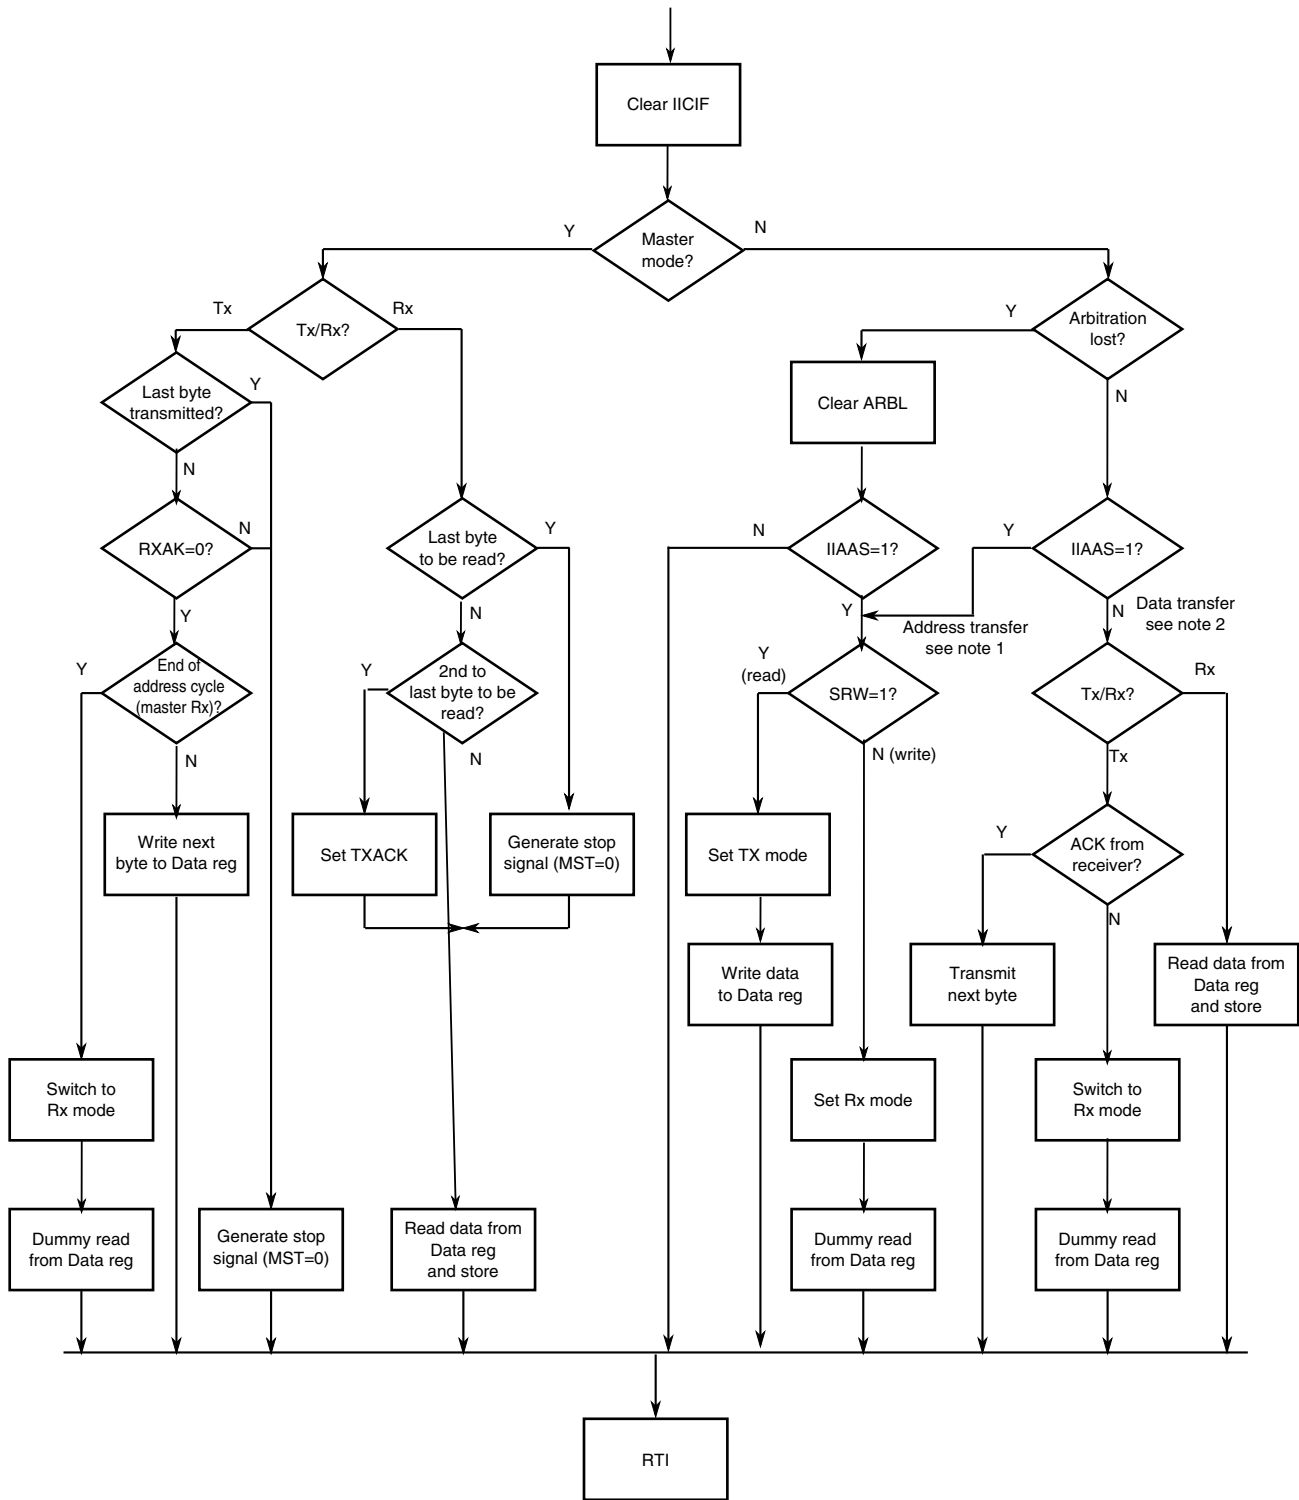 Clear IICIF
Y
N
Master
mode?
Tx
Rx
Tx/Rx?
Y
Arbitration
lost?
Last byte
transmitted?
Y
Clear ARBL
N
N
RXAK=0?
N
Last byte
to be read?
Y
N
IIAAS=1?
Y
IIAAS=1?
Y
N
Y
Address transfer
see note 1
N
Data transfer
see note 2
Y
End of
address cycle
(master Rx)?
N
Y
2nd to
last byte to be
read?
N
Y
(read)
SRW=1?
N (write)
Tx/Rx?
Rx
Tx
Write next
byte to Data reg
Set TXACK
Generate stop
signal (MST=0)
Set TX mode
Y
ACK from
receiver?
N
Write data
to Data reg
Transmit
next byte
Read data from
Data reg
and store
Switch to
Rx mode
Set Rx mode
Switch to
Rx mode
Dummy read
from Data reg
Generate stop
signal (MST=0)
Read data from
Data reg
and store
Dummy read
from Data reg
Dummy read
from Data reg
RTI